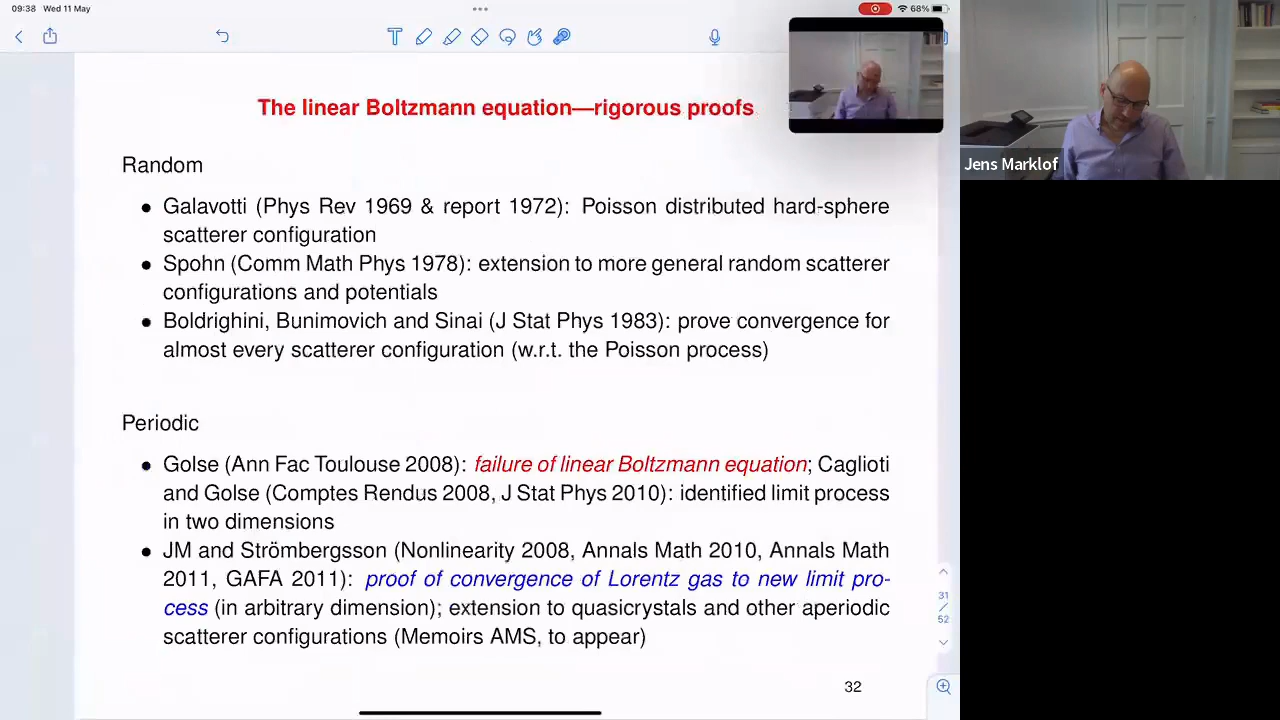 09:38 Wed 11 May
68%
The linear Boltzmann equation—rigorous proofs
Jens Marklof
Random
• Galavotti (Phys Rev 1969 & report 1972): Poisson distributed hard-sphere
scatterer configuration
• Spohn (Comm Math Phys 1978): extension to more general random scatterer
configurations and potentials
• Boldrighini, Bunimovich and Sinai (J Stat Phys 1983): prove convergence for
almost every scatterer configuration (w.r.t. the Poisson process)
Periodic
• Golse (Ann Fac Toulouse 2008): failure of linear Boltzmann equation; Caglioti
and Golse (Comptes Rendus 2008, J Stat Phys 2010): identified limit process
in two dimensions
• JM and Strömbergsson (Nonlinearity 2008, Annals Math 2010, Annals Math
2011, GAFA 2011): proof of convergence of Lorentz gas to new limit pro-
cess (in arbitrary dimension); extension to quasicrystals and other aperiodic
scatterer configurations (Memoirs AMS, to appear)
31
/
52
32